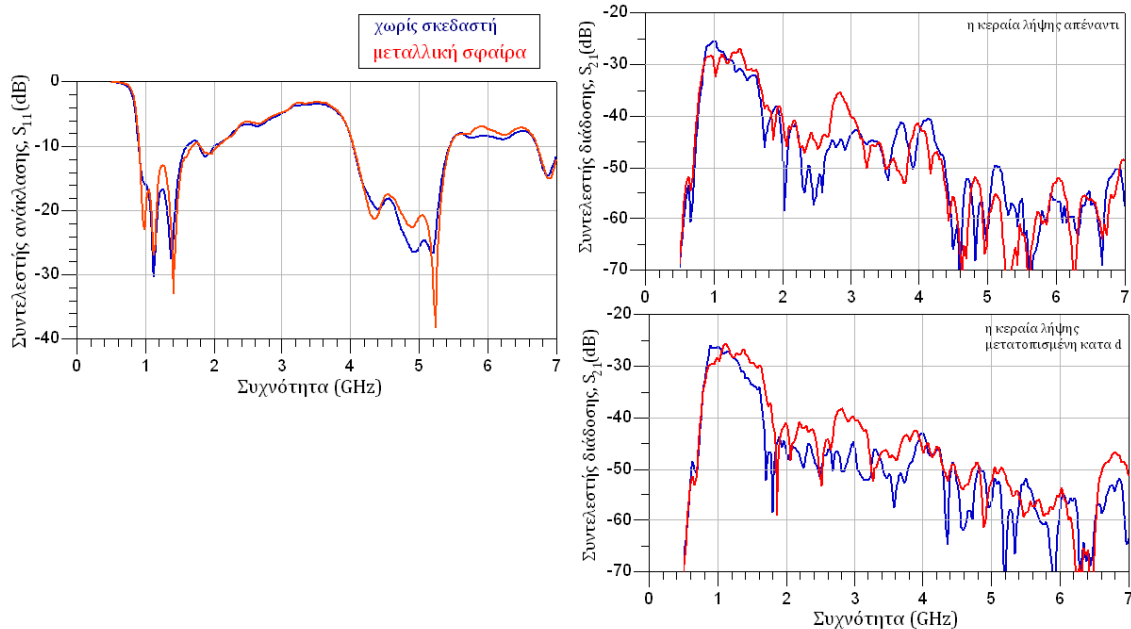 χωρίς σκεδαστή
μεταλλική σφαίρα
Συντελεστής ανάκλασης, S11(dB)
0
-10
-20
-30
-40
0 1 2 3 4 5 6 7
Συχνότητα (GHz)
η κεραία λήψης απέναντι
Συντελεστής διάδοσης, S21(dB)
-20
-30
-40
-50
-60
-70
0 1 2 3 4 5 6 7
η κεραία λήψης
μετατοπισμένη κατα d
Συντελεστής διάδοσης, S21(dB)
-20
-30
-40
-50
-60
-70
0 1 2 3 4 5 6 7
Συχνότητα (GHz)